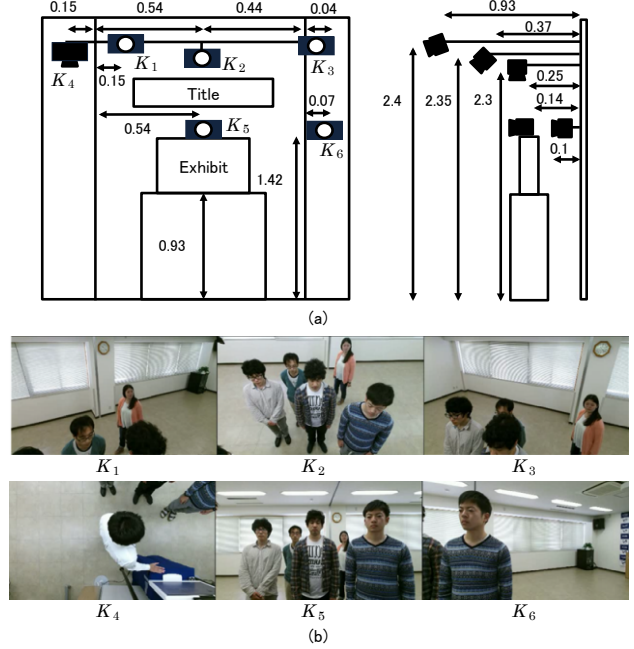 0.15
0.54
0.44
0.04
K1
K2
K3
K4
0.15
Title
0.54
K5
0.07
K6
Exhibit
1.42
0.93
0.93
0.37
0.25
0.14
0.1
2.4
2.35
2.3
(a)
K1
K2
K3
K4
K5
K6
(b)